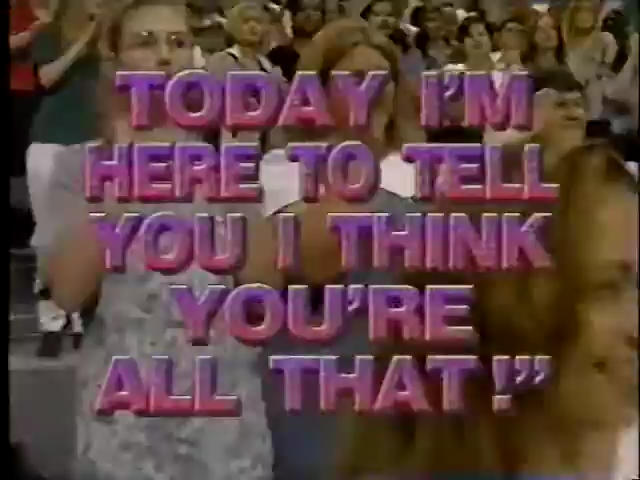 TODAY I'M
HERE TO TELL
YOU I THINK
YOU'RE
ALL THAT!”